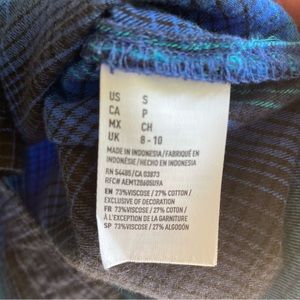 US S
CA P
MX CH
UK 8 - 10
MADE IN INDONESIA/FABRIQUÉ EN
INDONÉSIE/HECHO EN INDONESIA
RN 54485/CA 03873
RFC# AEM128605U9A
EN 73%VISCOSE / 27% COTTON /
EXCLUSIVE OF DECORATION
FR 73%VISCOSE / 27% COTON /
À L'EXCEPTION DE LA GARNITURE
SP 73%VISCOSE / 27% ALGODÓN